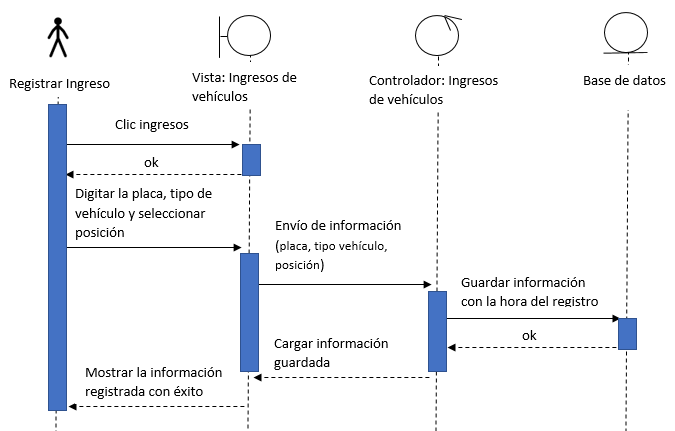 Registrar Ingreso
Vista: Ingresos de
vehículos
Controlador: Ingresos
de vehículos
Base de datos
Clic ingresos
ok
Digitar la placa, tipo de
vehículo y seleccionar
posición
Envío de información
(placa, tipo vehículo,
posición)
Guardar información
con la hora del registro
ok
Cargar información
guardada
Mostrar la información
registrada con éxito